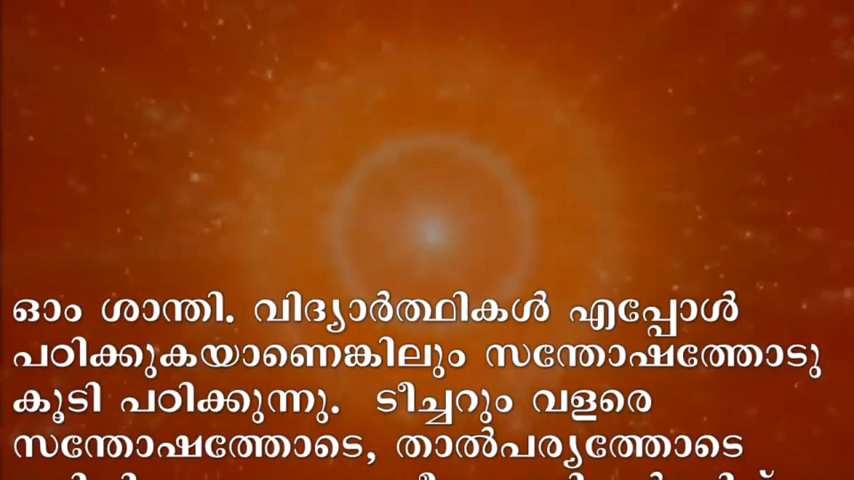 ഓം ശാന്തി. വിദ്യാർത്ഥികൾ എപ്പോൾ
പഠിക്കുകയാണെങ്കിലും സന്തോഷത്തോടു
കൂടി പഠിക്കുന്നു. ടീച്ചറും വളരെ
സന്തോഷത്തോടെ, താൽപര്യത്തോടെ